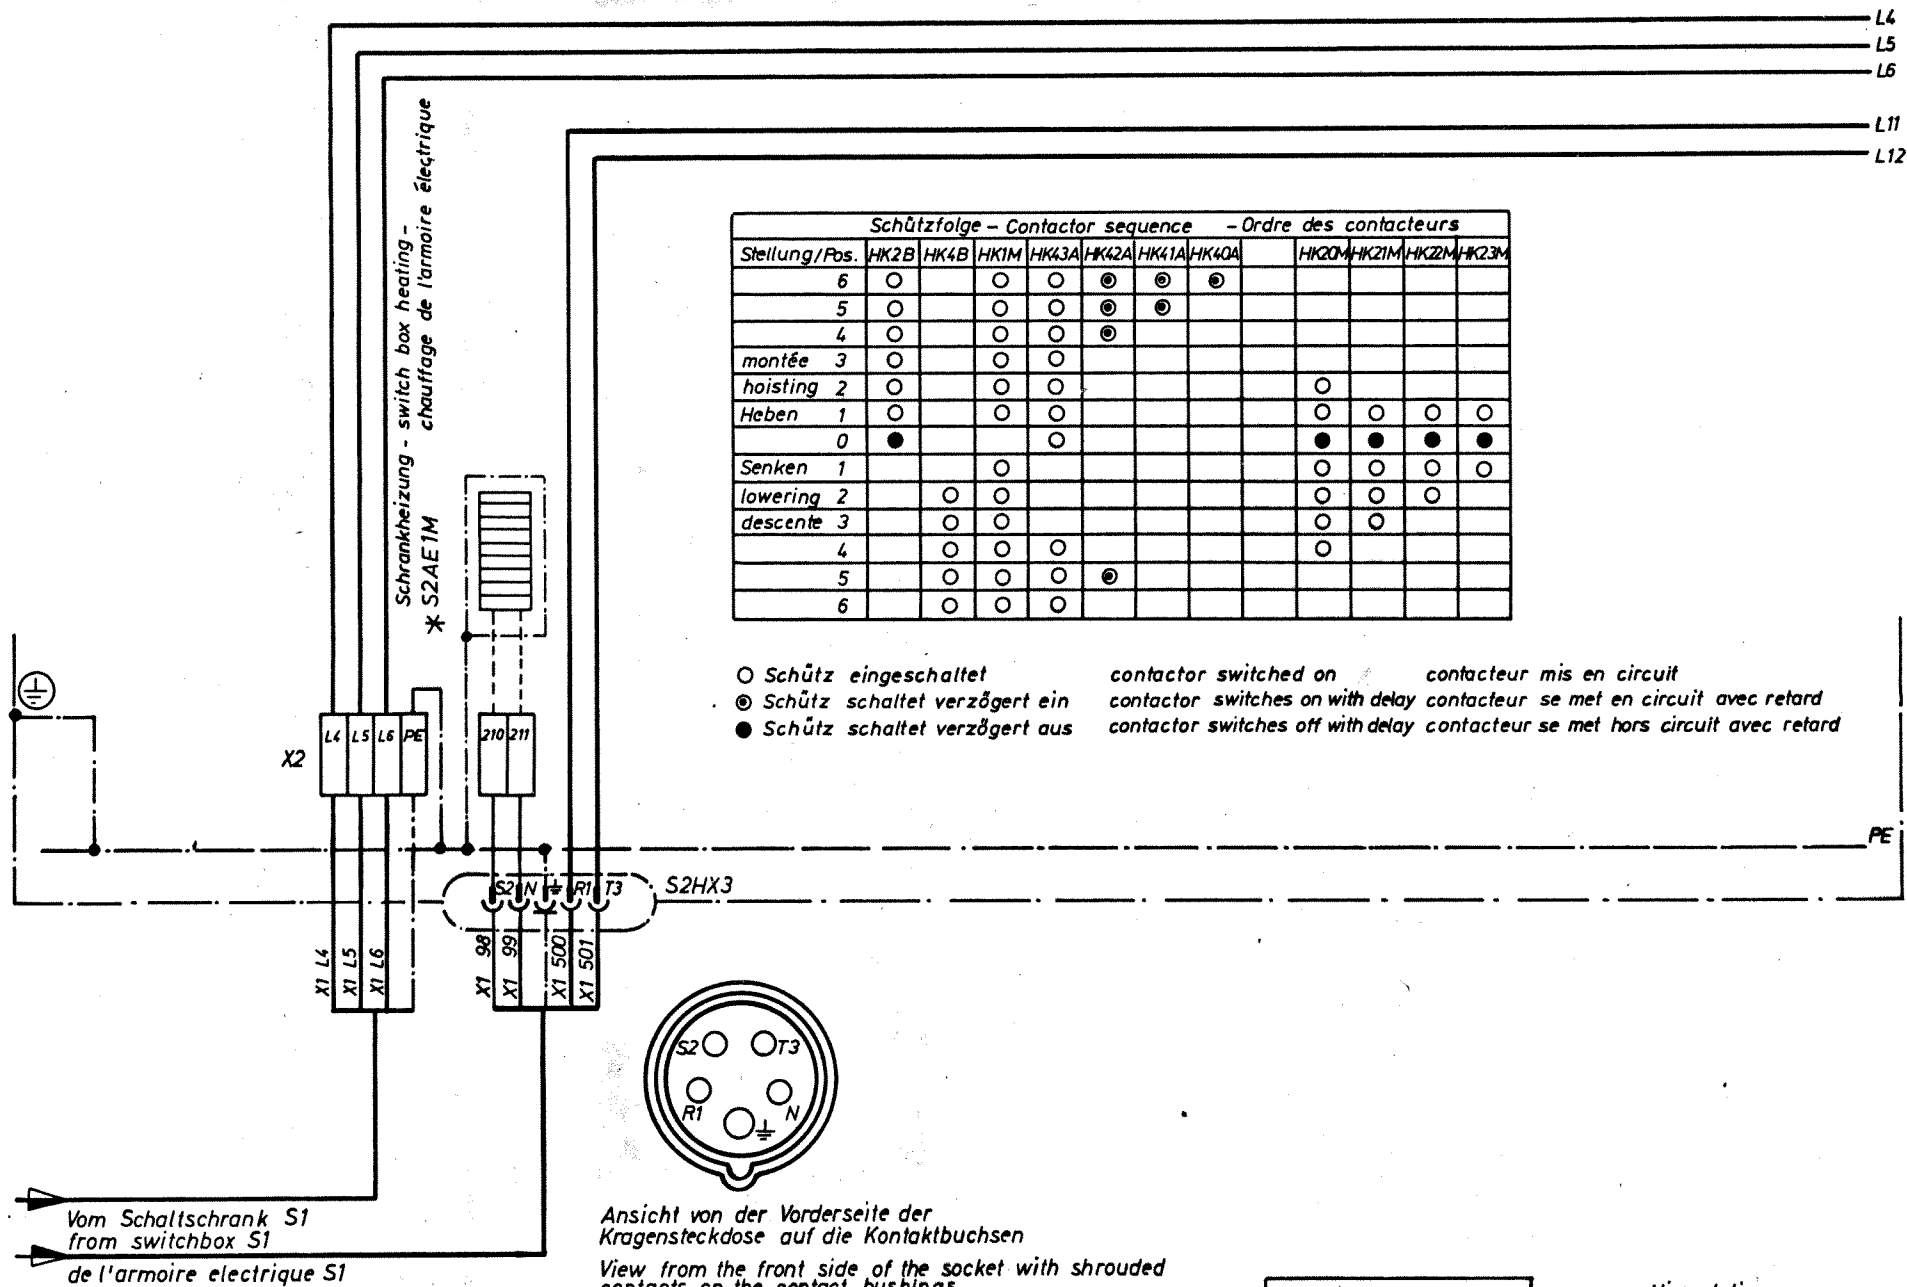 L4
L5
L6
L11
L12
Schrankheizung - switch box heating -
chauffage de l'armoire électrique
* S2AE1M
Schützfolge - Contactor sequence - Ordre des contacteurs
Stellung/Pos. HK2B HK4B HK1M HK43A HK42A HK41A HK40A HK20M HK21M HK22M HK23M
6
5
4
montée 3
hoisting 2
Heben 1
0
Senken 1
lowering 2
descente 3
4
5
6
Schütz eingeschaltet contactor switched on contacteur mis en circuit
Schütz schaltet verzögert ein contactor switches on with delay contacteur se met en circuit avec retard
Schütz schaltet verzögert aus contactor switches off with delay contacteur se met hors circuit avec retard
X2 L4 L5 L6 PE 210 211
PE
S2 N R1 T3 S2HX3
X1 L4
X1 L5
X1 L6
X1 98
X1 99
X1 500
X1 501
S2 T3
R1 N
Vom Schaltschrank S1
from switchbox S1
de l'armoire electrique S1
Ansicht von der Vorderseite der
Kragensteckdose auf die Kontaktbuchsen
View from the front side of the socket with shrouded
contacts on the contact bushings